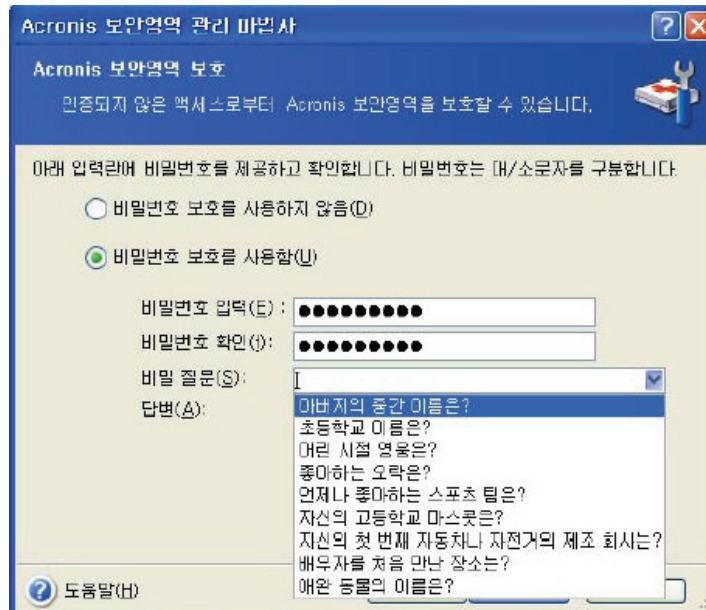 Acronis 보안영역 관리 마법사
Acronis 보안영역 보호
인증되지 않은 액세스로부터 Acronis 보안영역을 보호할 수 있습니다.
아래 입력란에 비밀번호를 제공하고 확인합니다. 비밀번호는 대/소문자를 구분합니다.
비밀번호 보호를 사용하지 않음(D)
비밀번호 보호를 사용함(U)
비밀번호 입력(E) : ●●●●●●●●●
비밀번호 확인(I): ●●●●●●●●●
비밀 질문(S):
답변(A):
아버지의 중간 이름은?
초등학교 이름은?
어린 시절 영웅은?
좋아하는 오락은?
언제나 좋아하는 스포츠 팀은?
자신의 고등학교 마스콧은?
자신의 첫 번째 자동차나 자전거의 제조 회사는?
배우자를 처음 만난 장소는?
애완 동물의 이름은?
도움말(H)